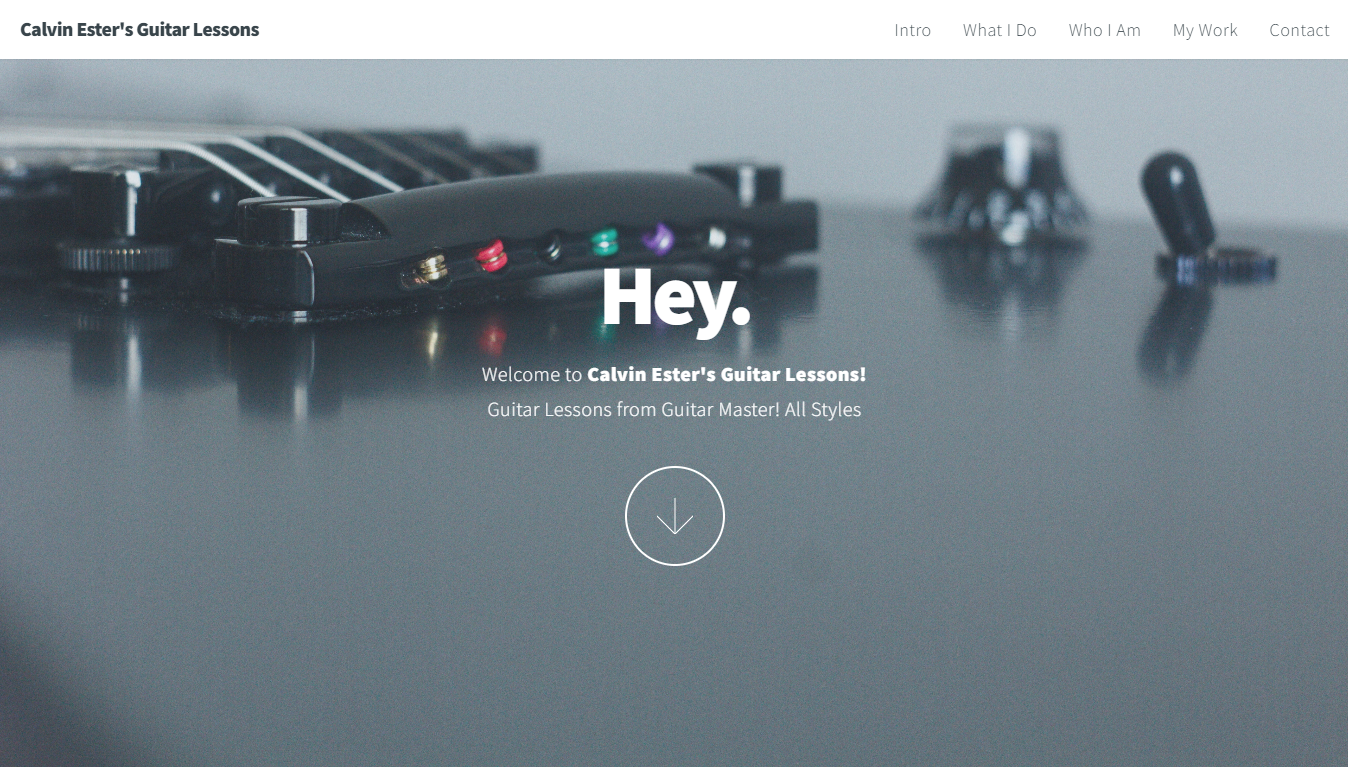 Calvin Ester's Guitar Lessons
Intro What I Do Who I Am My Work Contact
Hey.
Welcome to Calvin Ester's Guitar Lessons!
Guitar Lessons from Guitar Master! All Styles